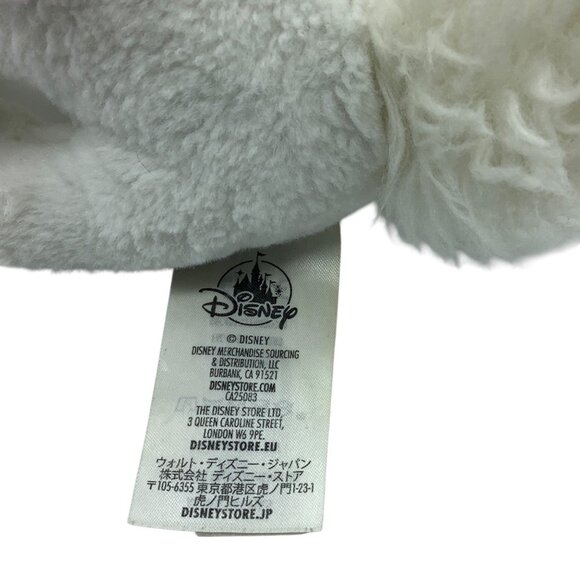 Disney
© DISNEY
DISNEY MERCHANDISE SOURCING
& DISTRIBUTION, LLC
BURBANK, CA 91521
DISNEYSTORE.COM
CA25083
THE DISNEY STORE LTD,
3 QUEEN CAROLINE STREET,
LONDON W6 9PE.
DISNEYSTORE.EU
ウォルト・ディズニー・ジャパン
株式会社 ディズニー・ストア
〒105-6355 東京都港区虎ノ門1-23-1
虎ノ門ヒルズ
DISNEYSTORE.JP